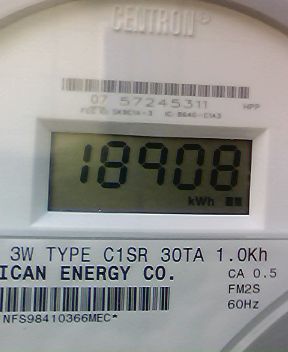 CENTRON®
07 57245311 HPP
18908
kWh
3W TYPE C1SR 30TA 1.0Kh
ICAN ENERGY CO. CA 0.5
FM2S
60Hz
NFS98410366MEC*